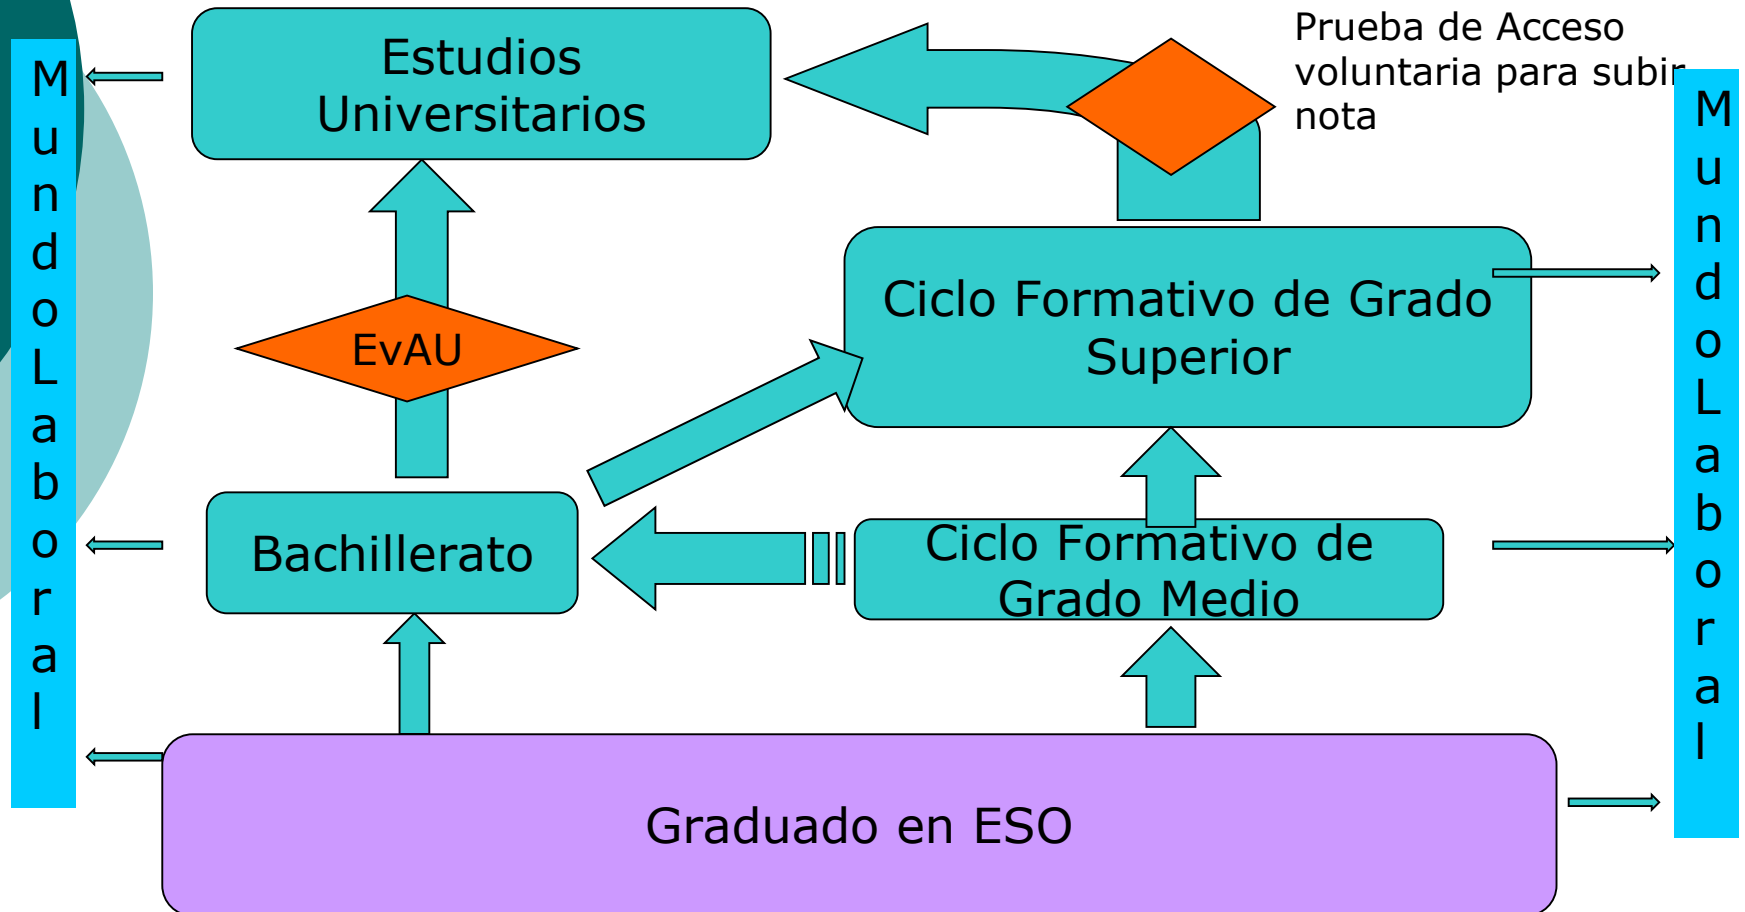 Estudios
Universitarios
Prueba de Acceso
voluntaria para subir
nota
M
u
n
d
o
L
a
b
o
r
a
l
EvAU
Ciclo Formativo de Grado
Superior
Bachillerato
Ciclo Formativo de
Grado Medio
Graduado en ESO
M
u
n
d
o
L
a
b
o
r
a
l